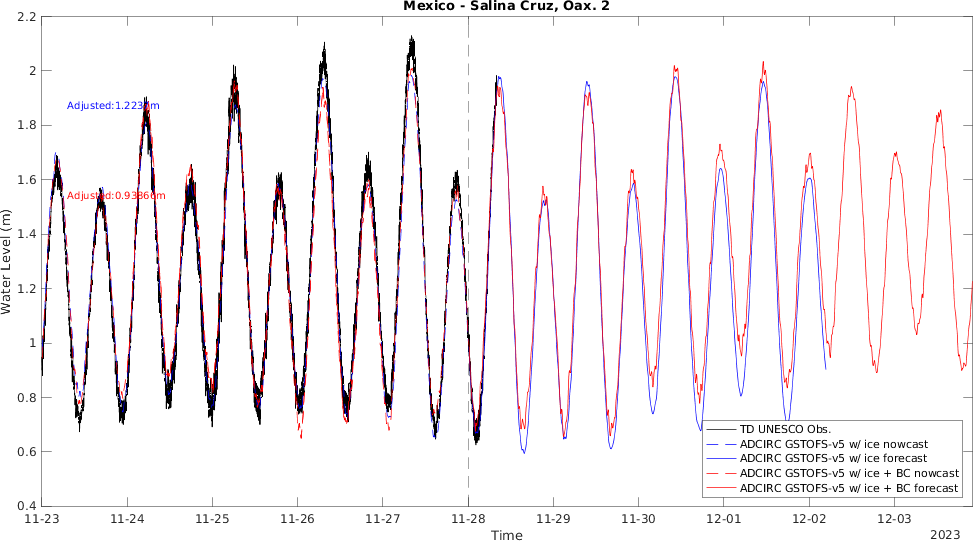 Mexico - Salina Cruz, Oax. 2
2.2
2
1.8
1.6
1.4
1.2
1
0.8
0.6
0.4
Water Level (m)
Adjusted:0.93866m
TD UNESCO Obs.
ADCIRC GSTOFS-v5 w/ ice nowcast
ADCIRC GSTOFS-v5 w/ ice forecast
ADCIRC GSTOFS-v5 w/ ice + BC nowcast
ADCIRC GSTOFS-v5 w/ ice + BC forecast
11-23
11-24
11-25
11-26
11-27
11-28
11-29
11-30
12-01
12-02
12-03
Time
2023